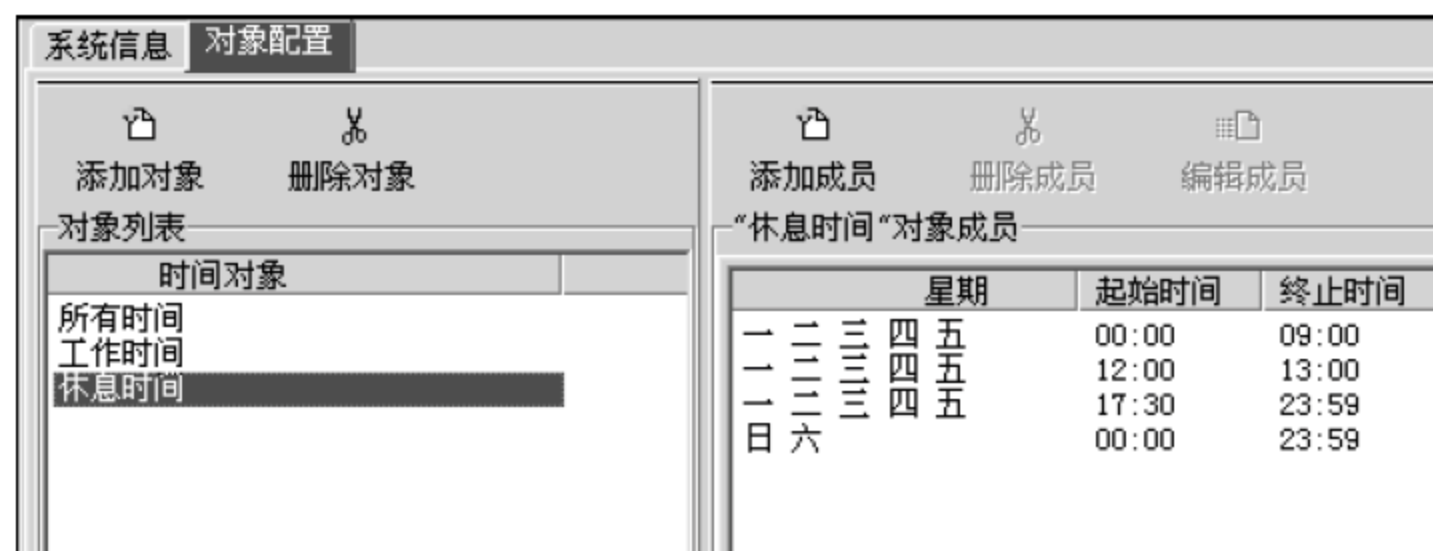 系统信息 对象配置
添加对象 删除对象
对象列表
时间对象
所有时间
工作时间
休息时间
添加成员 删除成员 编辑成员
“休息时间“对象成员
星期 起始时间 终止时间
一 二 三 四 五 00:00 09:00
一 二 三 四 五 12:00 13:00
一 二 三 四 五 17:30 23:59
日 六 00:00 23:59